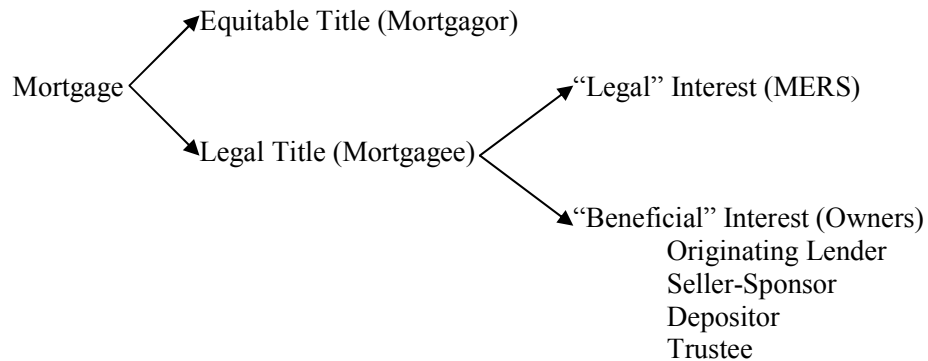 Equitable Title (Mortgagor)
Mortgage
“Legal” Interest (MERS)
Legal Title (Mortgagee)
“Beneficial” Interest (Owners)
Originating Lender
Seller-Sponsor
Depositor
Trustee